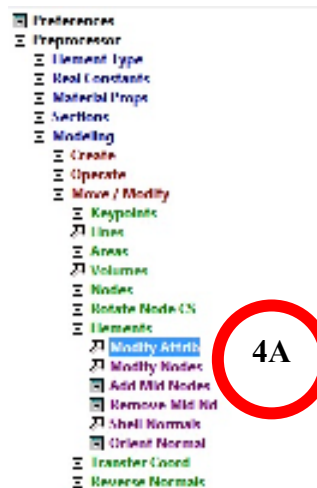 Preferences
Preprocessor
Element Type
Real Constants
Material Props
Sections
Modeling
Create
Operate
Move / Modify
Keypoints
Lines
Areas
Volumes
Nodes
Rotate Node CS
Elements
Modify Attrib
4A
Modify Nodes
Add Mid Nodes
Remove Mid Nd
Shell Normals
Orient Normal
Transfer Coord
Reverse Normals